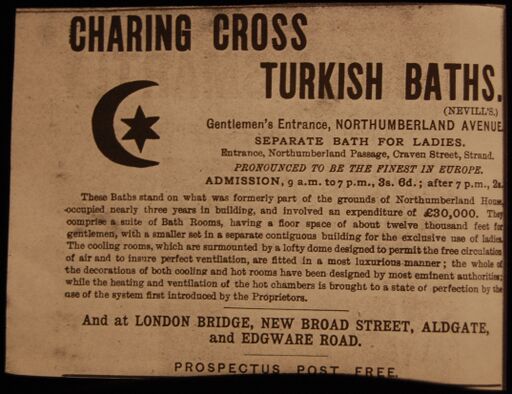 CHARING CROSS
TURKISH BATHS.
(NEVILL'S.)
Gentlemen's Entrance, NORTHUMBERLAND AVENUE
SEPARATE BATH FOR LADIES.
Entrance, Northumberland Passage, Craven Street, Strand.
PRONOUNCED TO BE THE FINEST IN EUROPE.
ADMISSION, 9 a.m. to 7 p.m., 3s. 6d.; after 7 p.m., 2s.
These Baths stand on what was formerly part of the grounds of Northumberland House,
occupied nearly three years in building, and involved an expenditure of £30,000. They
comprise a suite of Bath Rooms, having a floor space of about twelve thousand feet for
gentlemen, with a smaller set in a separate contiguous building for the exclusive use of ladies.
The cooling rooms, which are surmounted by a lofty dome designed to permit the free circulation
of air and to insure perfect ventilation, are fitted in a most luxurious manner; the whole of
the decorations of both cooling and hot rooms have been designed by most eminent authorities;
while the heating and ventilation of the hot chambers is brought to a state of perfection by the
use of the system first introduced by the Proprietors.
And at LONDON BRIDGE, NEW BROAD STREET, ALDGATE,
and EDGWARE ROAD.
PROSPECTUS POST FREE.